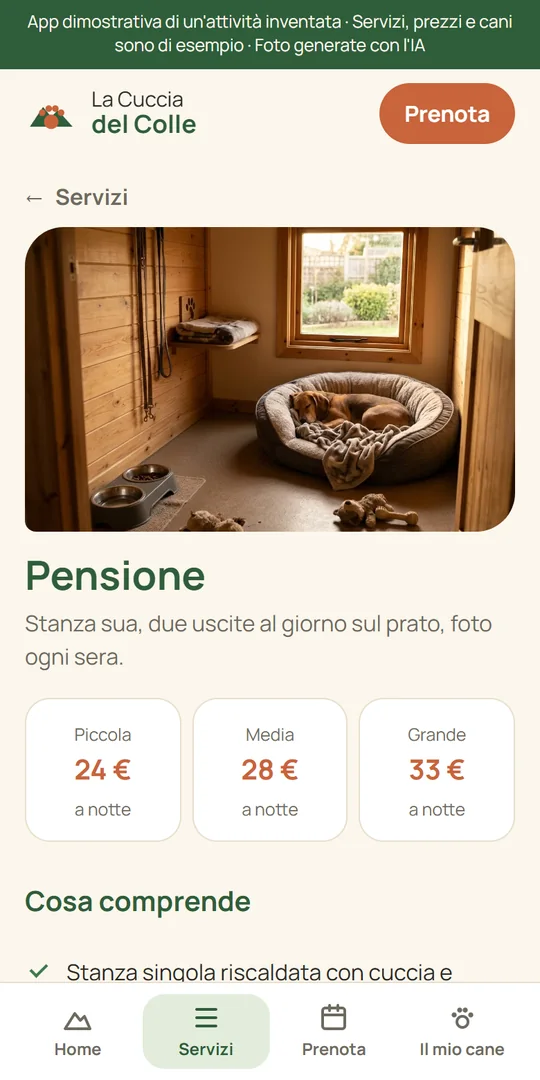 App dimostrativa di un'attività inventata · Servizi, prezzi e cani
sono di esempio · Foto generate con l'IA
La Cuccia
del Colle
Prenota
← Servizi
Pensione
Stanza sua, due uscite al giorno sul prato, foto
ogni sera.
Piccola
24 €
a notte
Media
28 €
a notte
Grande
33 €
a notte
Cosa comprende
Stanza singola riscaldata con cuccia e
Home
Servizi
Prenota
Il mio cane